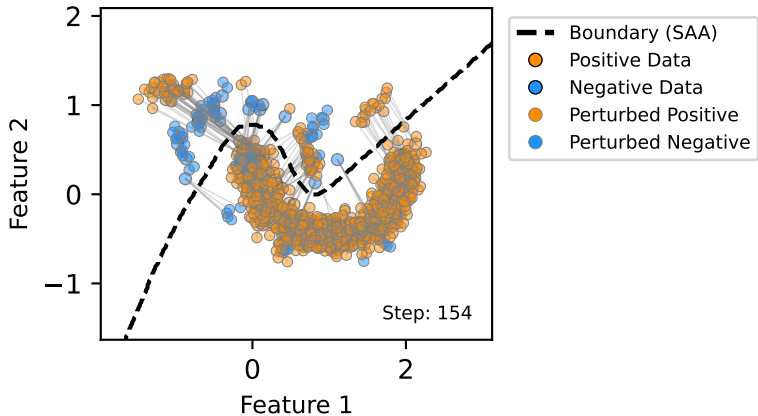 2
1
0
−1
Feature 2
0
2
Feature 1
Step: 154
Boundary (SAA)
Positive Data
Negative Data
Perturbed Positive
Perturbed Negative